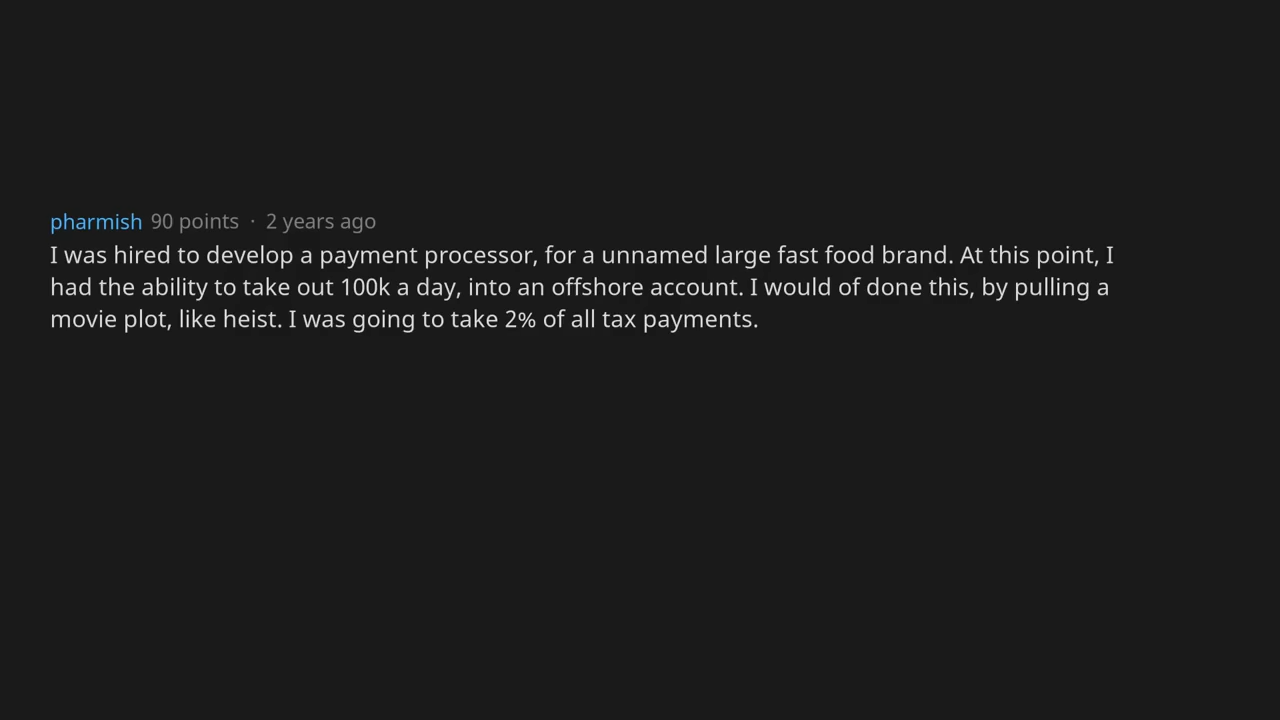 pharmish 90 points · 2 years ago
I was hired to develop a payment processor, for a unnamed large fast food brand. At this point, I
had the ability to take out 100k a day, into an offshore account. I would of done this, by pulling a
movie plot, like heist. I was going to take 2% of all tax payments.